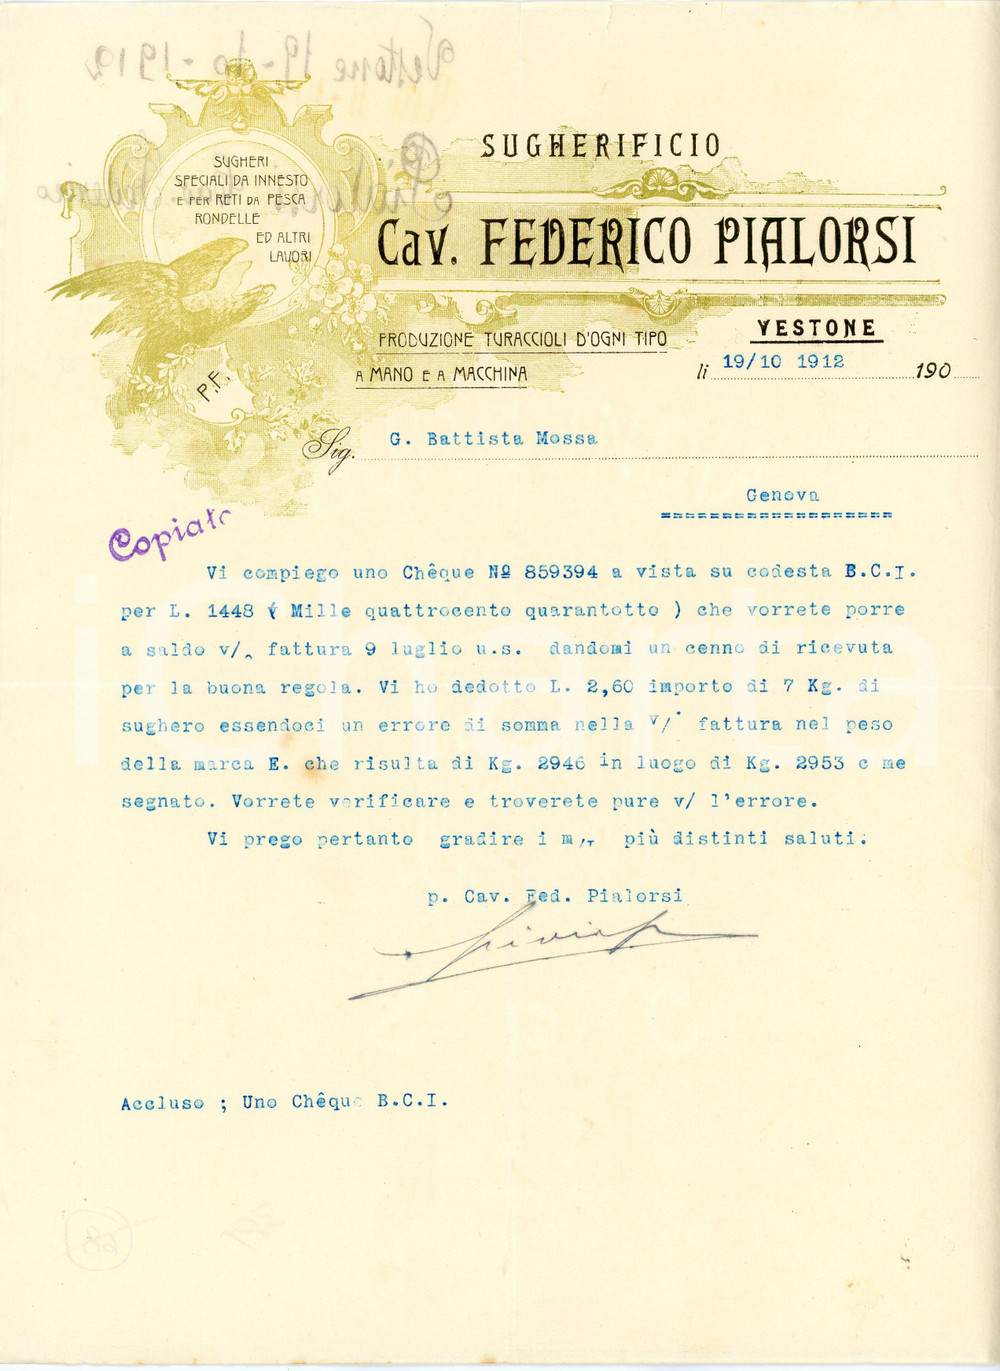 SUGHERI
SPECIALI DA INNESTO
E PER RETI DA PESCA
RONDELLE
ED ALTRI
LAVORI
P.F.
SUGHERIFICIO
Cav. FEDERICO PIALORSI
PRODUZIONE TURACCIOLI D'OGNI TIPO
A MANO E A MACCHINA
VESTONE
li 19/10 1912 190
Sig. G. Battista Mossa
Genova
Copiato
Vi compiego uno Chêque Nº 859394 a vista su codesta B.C.I.
per L. 1448 ( Mille quattrocento quarantotto ) che vorrete porre
a saldo v/ fattura 9 luglio u.s. dandomi un cenno di ricevuta
per la buona regola. Vi ho dedotto L. 2,60 importo di 7 Kg. di
sughero essendoci un errore di somma nella v/ fattura nel peso
della marca E. che risulta di Kg. 2946 in luogo di Kg. 2953 c me
segnato. Vorrete verificare e troverete pure v/ l'errore.
Vi prego pertanto gradire i m/ più distinti saluti.
p. Cav. Fed. Pialorsi
Accluso ; Uno Chêque B.C.I.
iCharta
Vestone 19-10-1912